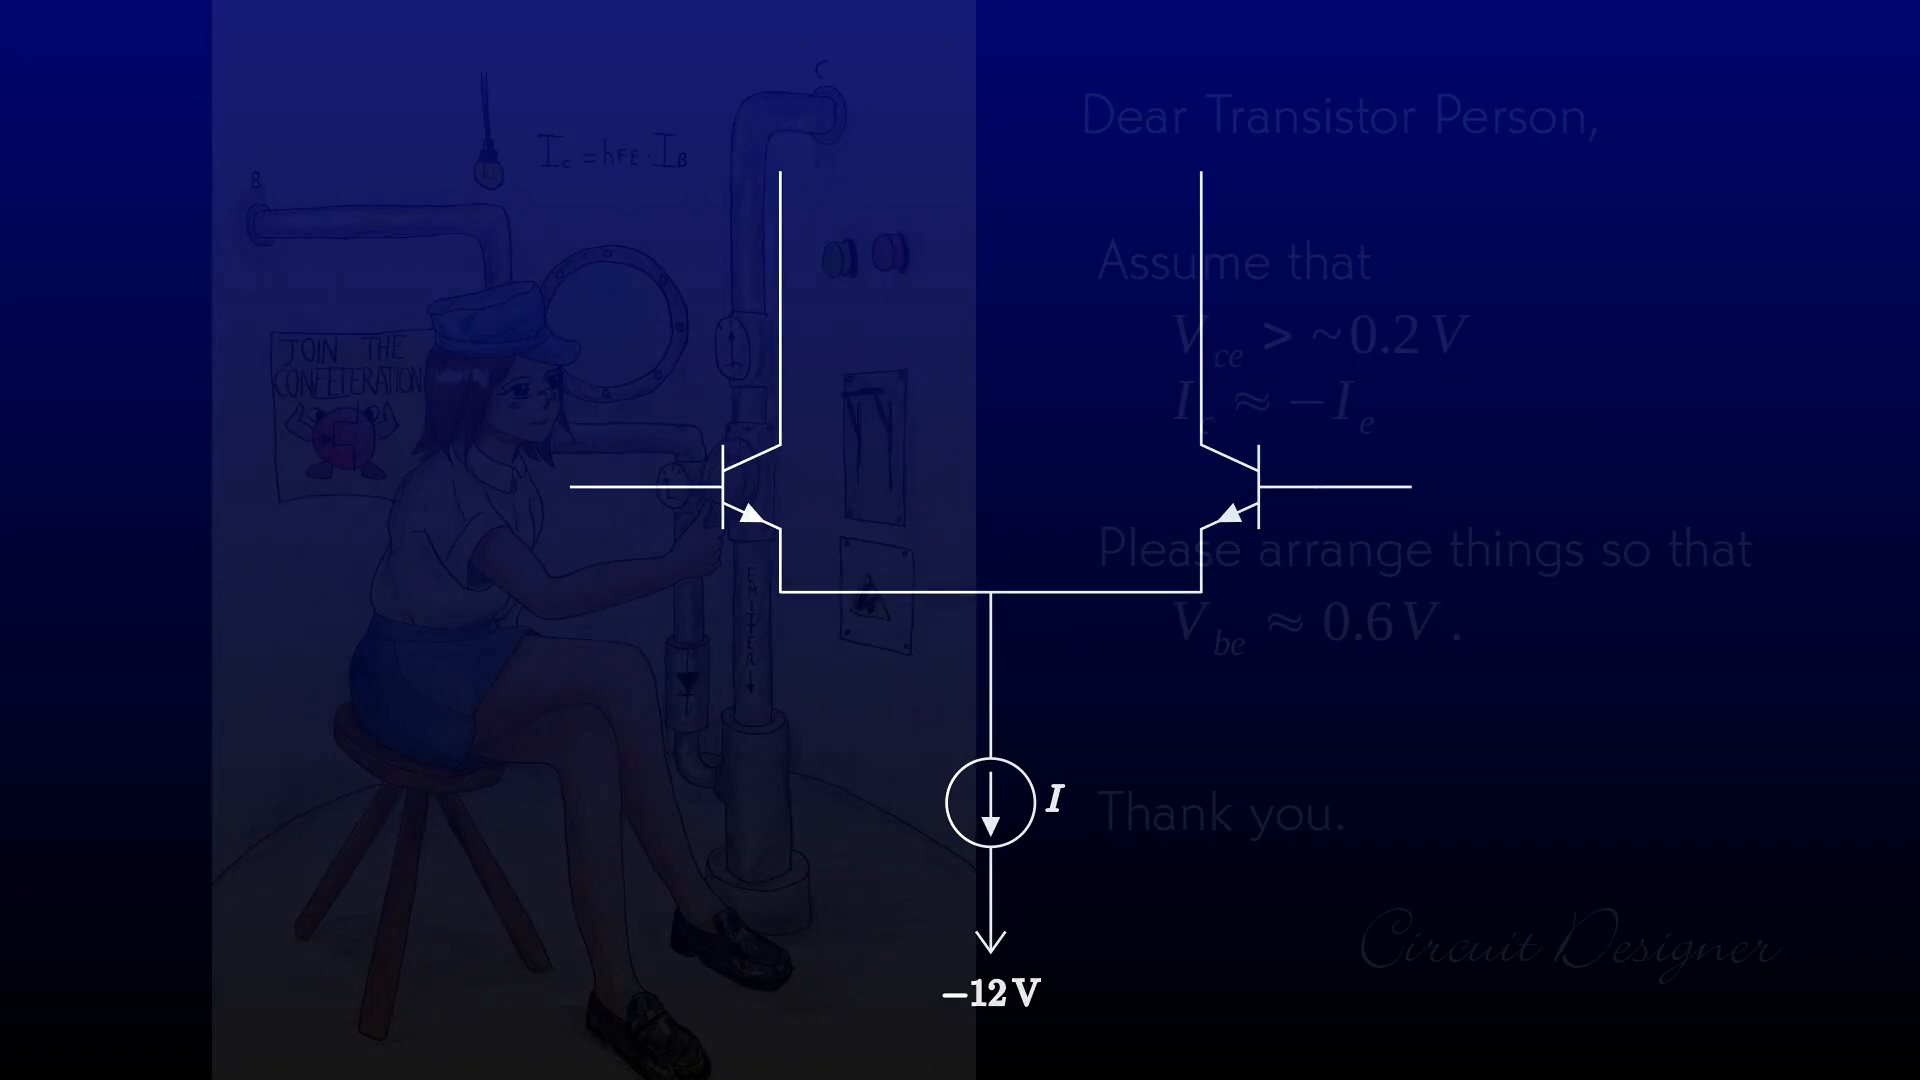 C
I_C = hFE · I_B
B
JOIN THE
CONFETERATION
EMITTER
Dear Transistor Person,
Assume that
V_ce > ~0.2 V
I_c ≈ −I_e
Please arrange things so that
V_be ≈ 0.6 V .
Thank you.
Circuit Designer
I
−12 V